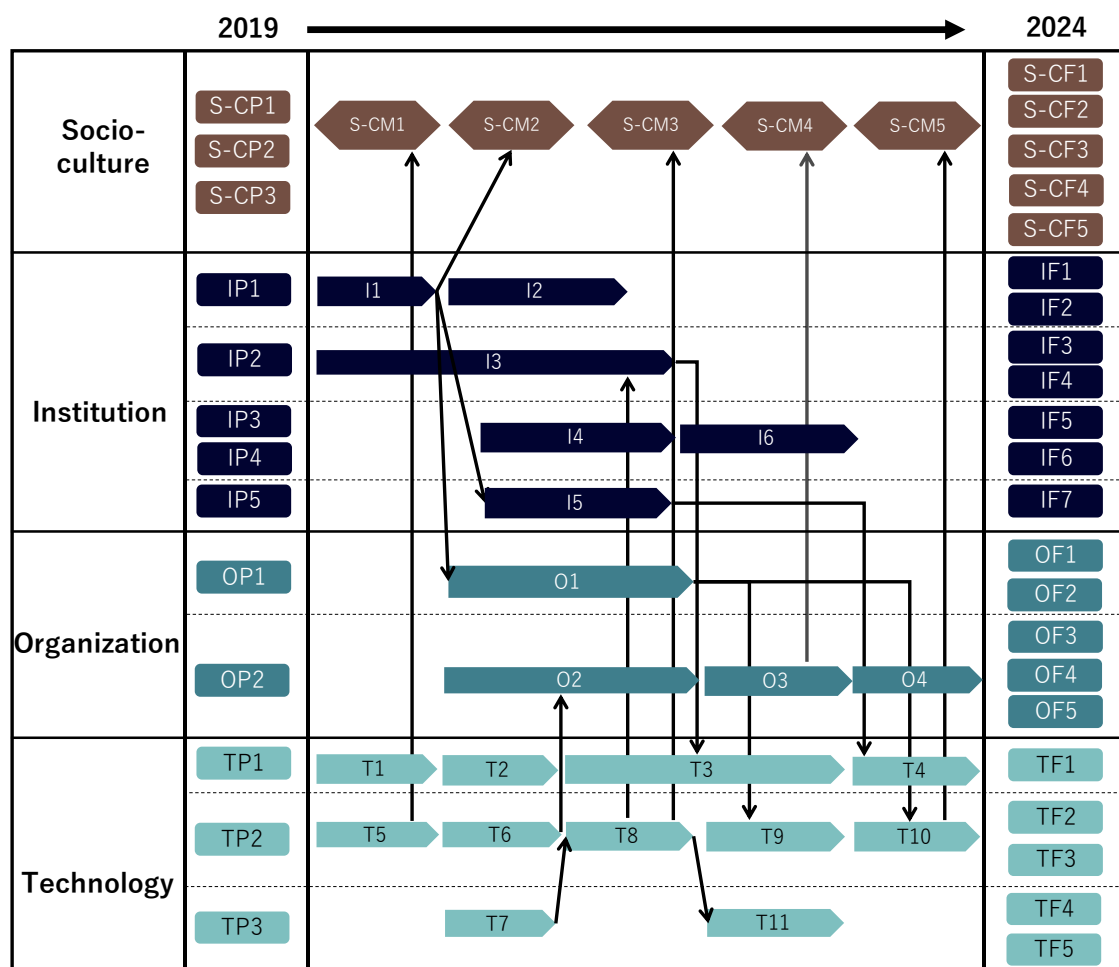 2019
2024
Socio-
culture
S-CP1
S-CP2
S-CP3
S-CM1
S-CM2
S-CM3
S-CM4
S-CM5
S-CF1
S-CF2
S-CF3
S-CF4
S-CF5
Institution
IP1
IP2
IP3
IP4
IP5
I1
I2
I3
I4
I6
I5
IF1
IF2
IF3
IF4
IF5
IF6
IF7
Organization
OP1
OP2
O1
O2
O3
O4
OF1
OF2
OF3
OF4
OF5
Technology
TP1
TP2
TP3
T1
T2
T3
T4
T5
T6
T8
T9
T10
T7
T11
TF1
TF2
TF3
TF4
TF5